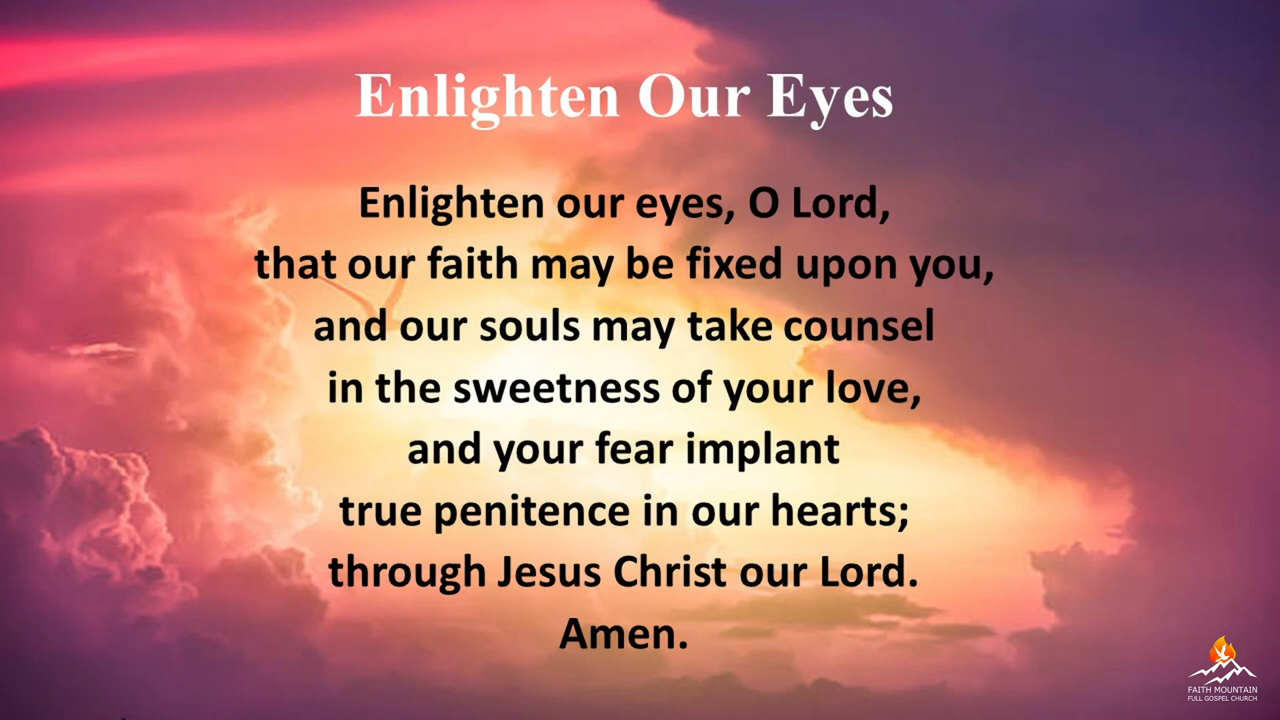 Enlighten Our Eyes
Enlighten our eyes, O Lord,
that our faith may be fixed upon you,
and our souls may take counsel
in the sweetness of your love,
and your fear implant
true penitence in our hearts;
through Jesus Christ our Lord.
Amen.
FAITH MOUNTAIN
FULL GOSPEL CHURCH